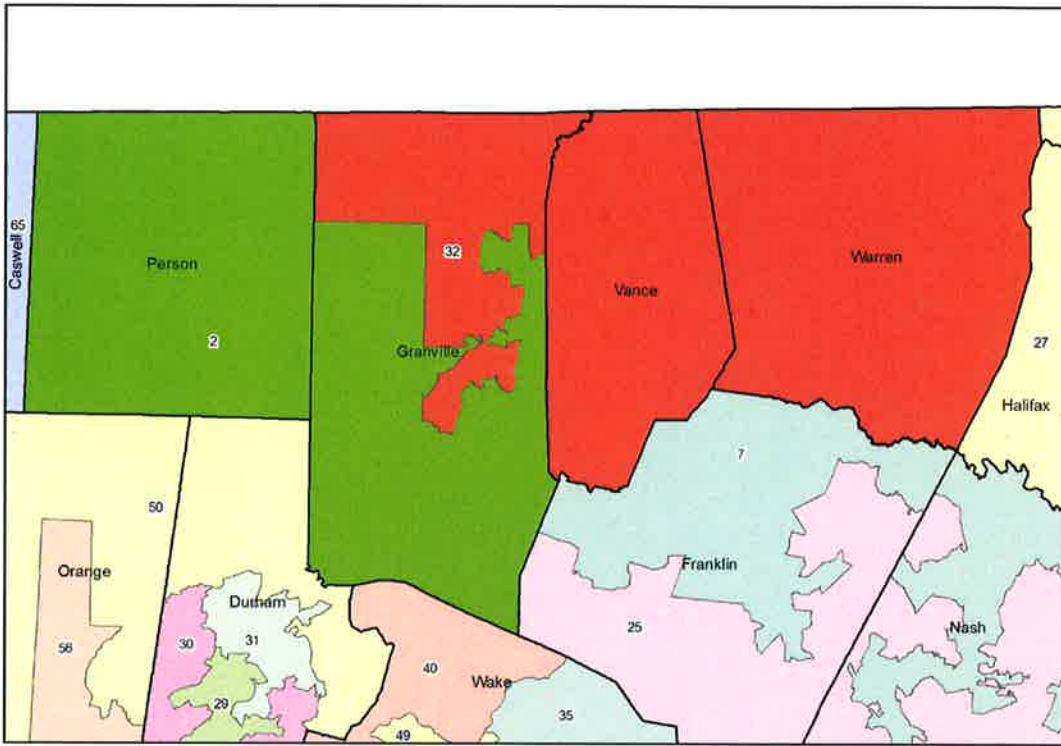 65
Caswell
Person
2
32
Granville
Vance
Warren
27
Halifax
7
50
Orange
Durham
Franklin
56
30
31
25
Nash
40
Wake
29
35
49